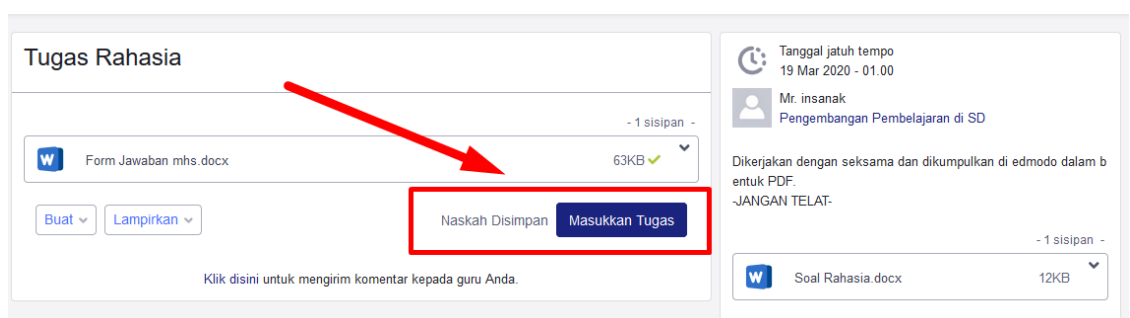 Tugas Rahasia
- 1 sisipan -
W Form Jawaban mhs.docx 63KB
Buat Lampirkan Naskah Disimpan Masukkan Tugas
Klik disini untuk mengirim komentar kepada guru Anda.
Tanggal jatuh tempo
19 Mar 2020 - 01.00
Mr. insanak
Pengembangan Pembelajaran di SD
Dikerjakan dengan seksama dan dikumpulkan di edmodo dalam b
entuk PDF.
-JANGAN TELAT-
- 1 sisipan -
W Soal Rahasia.docx 12KB